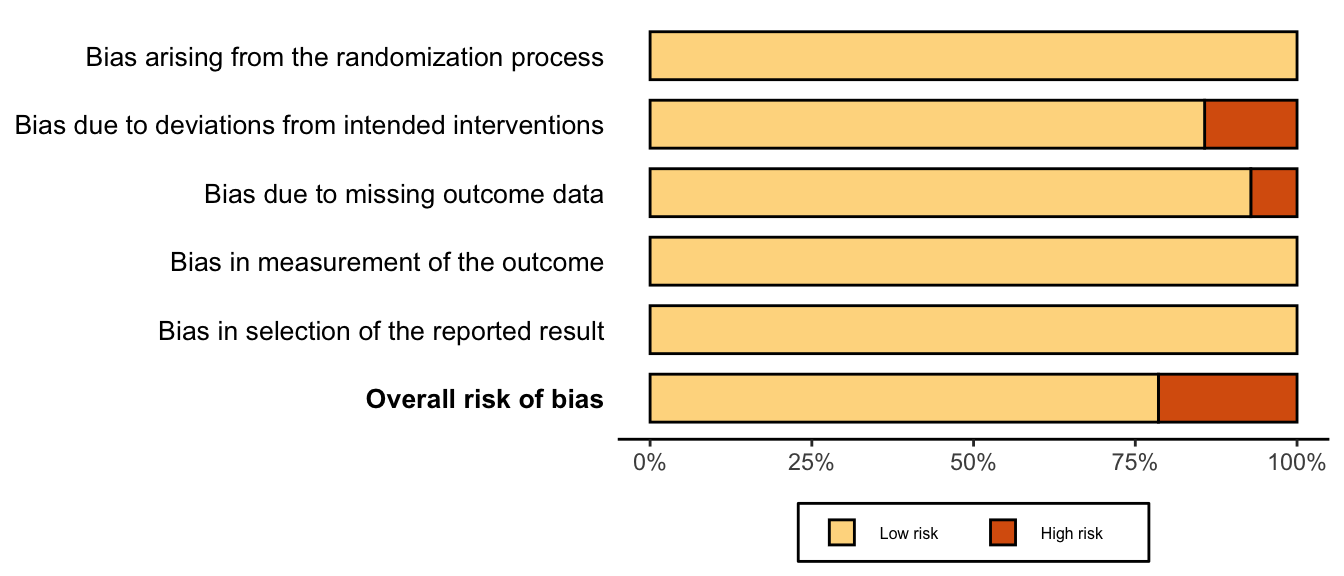 Bias arising from the randomization process
Bias due to deviations from intended interventions
Bias due to missing outcome data
Bias in measurement of the outcome
Bias in selection of the reported result
Overall risk of bias
0% 25% 50% 75% 100%
Low risk High risk